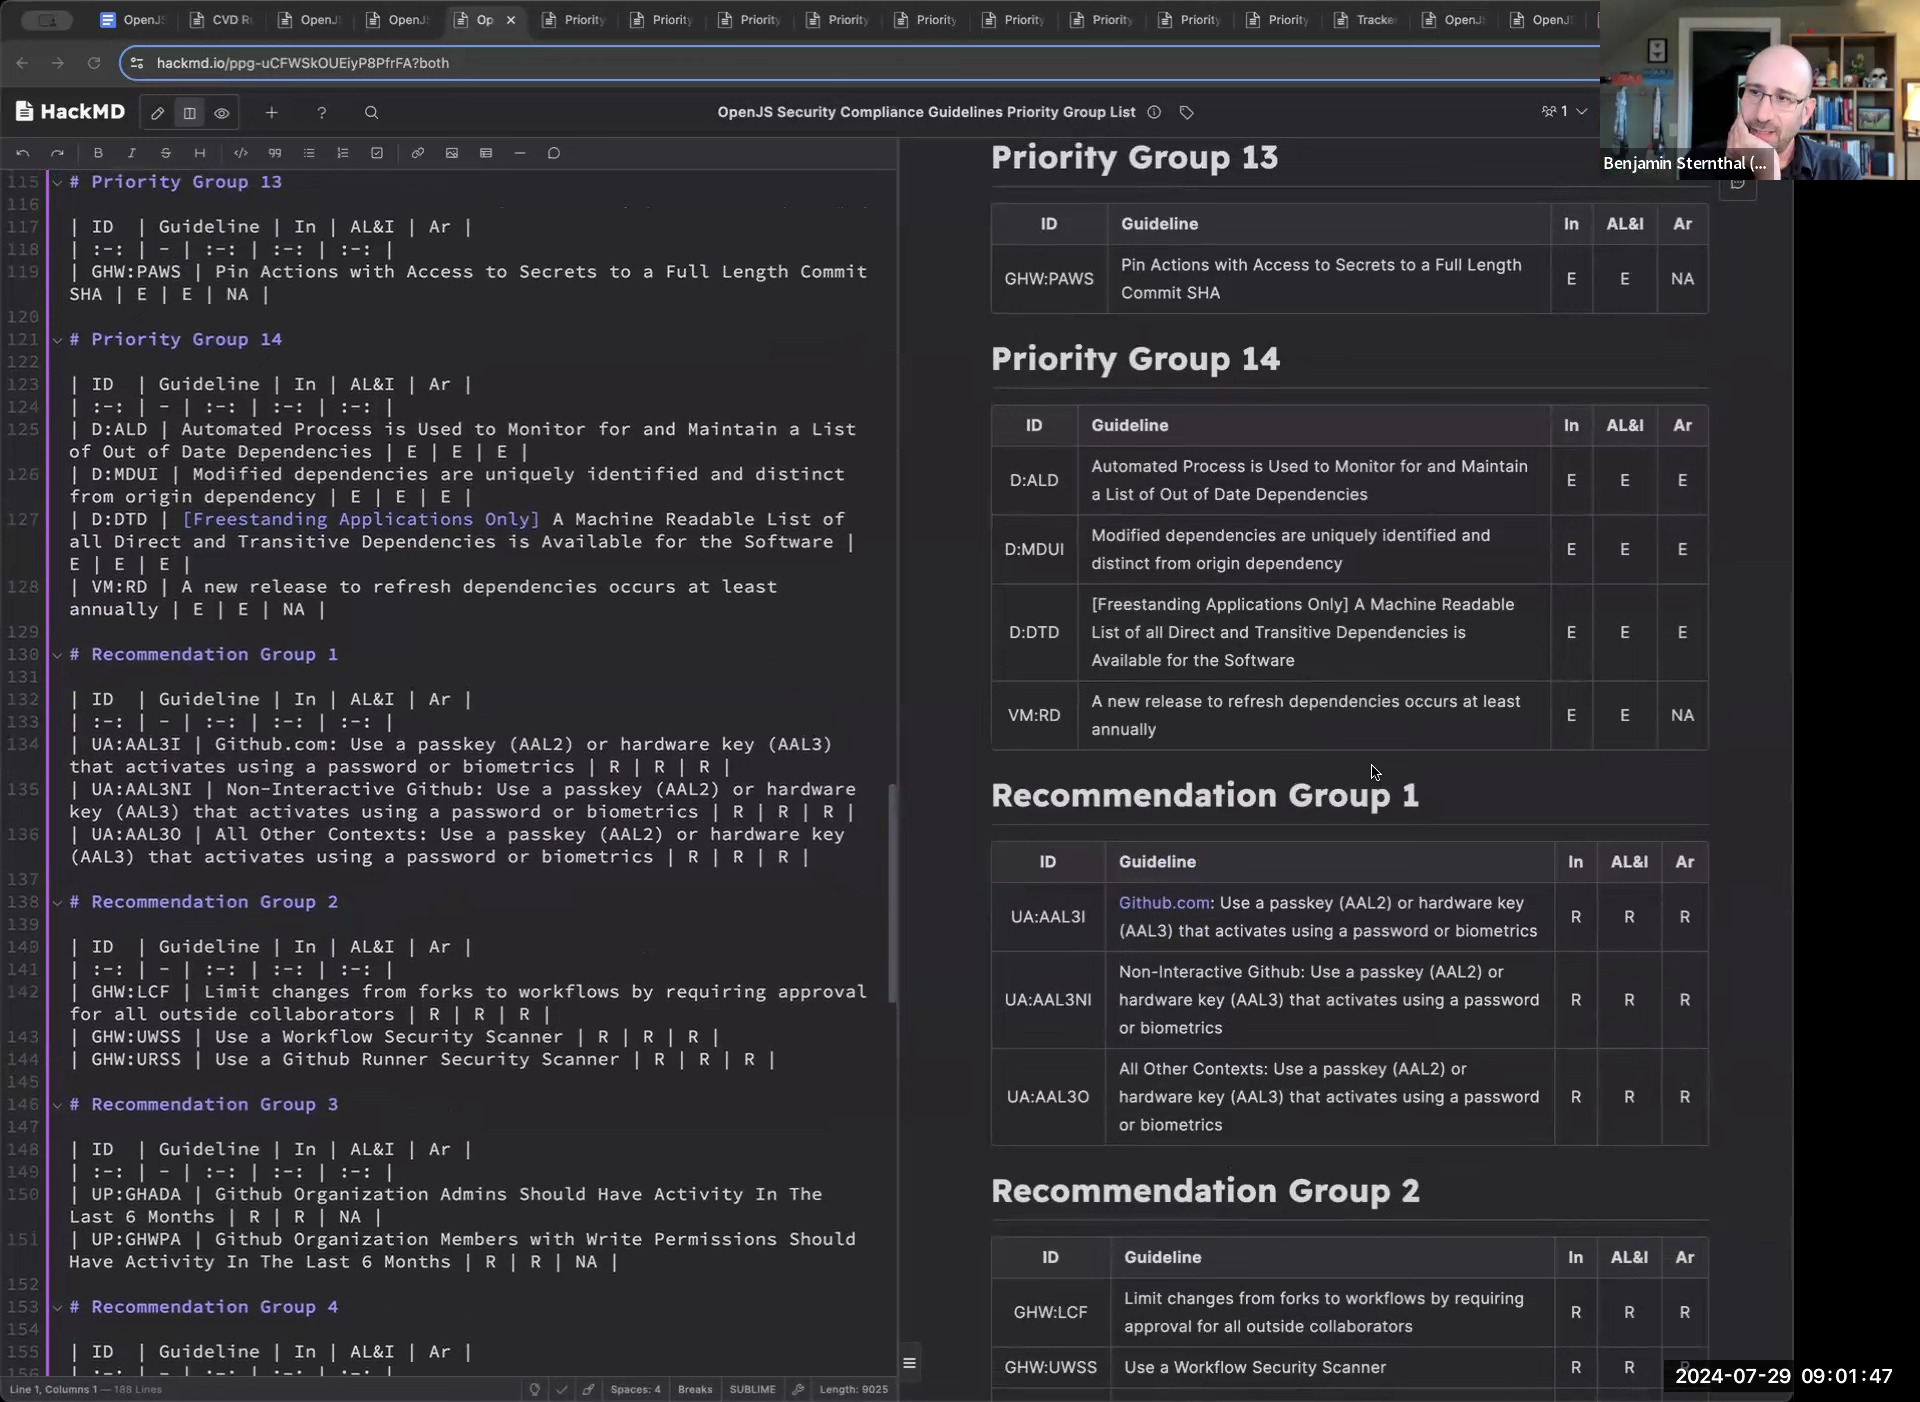 OpenJ
CVD R
OpenJ
OpenJ
Op
Priority
Priority
Priority
Priority
Priority
Priority
Priority
Priority
Priority
Tracke
OpenJ
OpenJ
hackmd.io/ppg-uCFWSkOUEiyP8PfrFA?both
HackMD
OpenJS Security Compliance Guidelines Priority Group List
1
Benjamin Sternthal (...
115 # Priority Group 13
116
117 | ID | Guideline | In | AL&I | Ar |
118 | :-: | - | :-: | :-: | :-: |
119 | GHW:PAWS | Pin Actions with Access to Secrets to a Full Length Commit
SHA | E | E | NA |
120
121 # Priority Group 14
122
123 | ID | Guideline | In | AL&I | Ar |
124 | :-: | - | :-: | :-: | :-: |
125 | D:ALD | Automated Process is Used to Monitor for and Maintain a List
of Out of Date Dependencies | E | E | E |
126 | D:MDUI | Modified dependencies are uniquely identified and distinct
from origin dependency | E | E | E |
127 | D:DTD | [Freestanding Applications Only] A Machine Readable List of
all Direct and Transitive Dependencies is Available for the Software |
E | E | E |
128 | VM:RD | A new release to refresh dependencies occurs at least
annually | E | E | NA |
129
130 # Recommendation Group 1
131
132 | ID | Guideline | In | AL&I | Ar |
133 | :-: | - | :-: | :-: | :-: |
134 | UA:AAL3I | Github.com: Use a passkey (AAL2) or hardware key (AAL3)
that activates using a password or biometrics | R | R | R |
135 | UA:AAL3NI | Non-Interactive Github: Use a passkey (AAL2) or hardware
key (AAL3) that activates using a password or biometrics | R | R | R |
136 | UA:AAL3O | All Other Contexts: Use a passkey (AAL2) or hardware key
(AAL3) that activates using a password or biometrics | R | R | R |
137
138 # Recommendation Group 2
139
140 | ID | Guideline | In | AL&I | Ar |
141 | :-: | - | :-: | :-: | :-: |
142 | GHW:LCF | Limit changes from forks to workflows by requiring approval
for all outside collaborators | R | R | R |
143 | GHW:UWSS | Use a Workflow Security Scanner | R | R | R |
144 | GHW:URSS | Use a Github Runner Security Scanner | R | R | R |
145
146 # Recommendation Group 3
147
148 | ID | Guideline | In | AL&I | Ar |
149 | :-: | - | :-: | :-: | :-: |
150 | UP:GHADA | Github Organization Admins Should Have Activity In The
Last 6 Months | R | R | NA |
151 | UP:GHWPA | Github Organization Members with Write Permissions Should
Have Activity In The Last 6 Months | R | R | NA |
152
153 # Recommendation Group 4
154
155 | ID | Guideline | In | AL&I | Ar |
Line 1, Columns 1 — 188 Lines
Spaces: 4
Breaks
SUBLIME
Length: 9025
Priority Group 13
ID Guideline In AL&I Ar
GHW:PAWS Pin Actions with Access to Secrets to a Full Length E E NA
Commit SHA
Priority Group 14
ID Guideline In AL&I Ar
D:ALD Automated Process is Used to Monitor for and Maintain E E E
a List of Out of Date Dependencies
D:MDUI Modified dependencies are uniquely identified and E E E
distinct from origin dependency
D:DTD [Freestanding Applications Only] A Machine Readable E E E
List of all Direct and Transitive Dependencies is
Available for the Software
VM:RD A new release to refresh dependencies occurs at least E E NA
annually
Recommendation Group 1
ID Guideline In AL&I Ar
UA:AAL3I Github.com: Use a passkey (AAL2) or hardware key R R R
(AAL3) that activates using a password or biometrics
UA:AAL3NI Non-Interactive Github: Use a passkey (AAL2) or R R R
hardware key (AAL3) that activates using a password
or biometrics
UA:AAL3O All Other Contexts: Use a passkey (AAL2) or R R R
hardware key (AAL3) that activates using a password
or biometrics
Recommendation Group 2
ID Guideline In AL&I Ar
GHW:LCF Limit changes from forks to workflows by requiring R R R
approval for all outside collaborators
GHW:UWSS Use a Workflow Security Scanner R R
2024-07-29 09:01:47